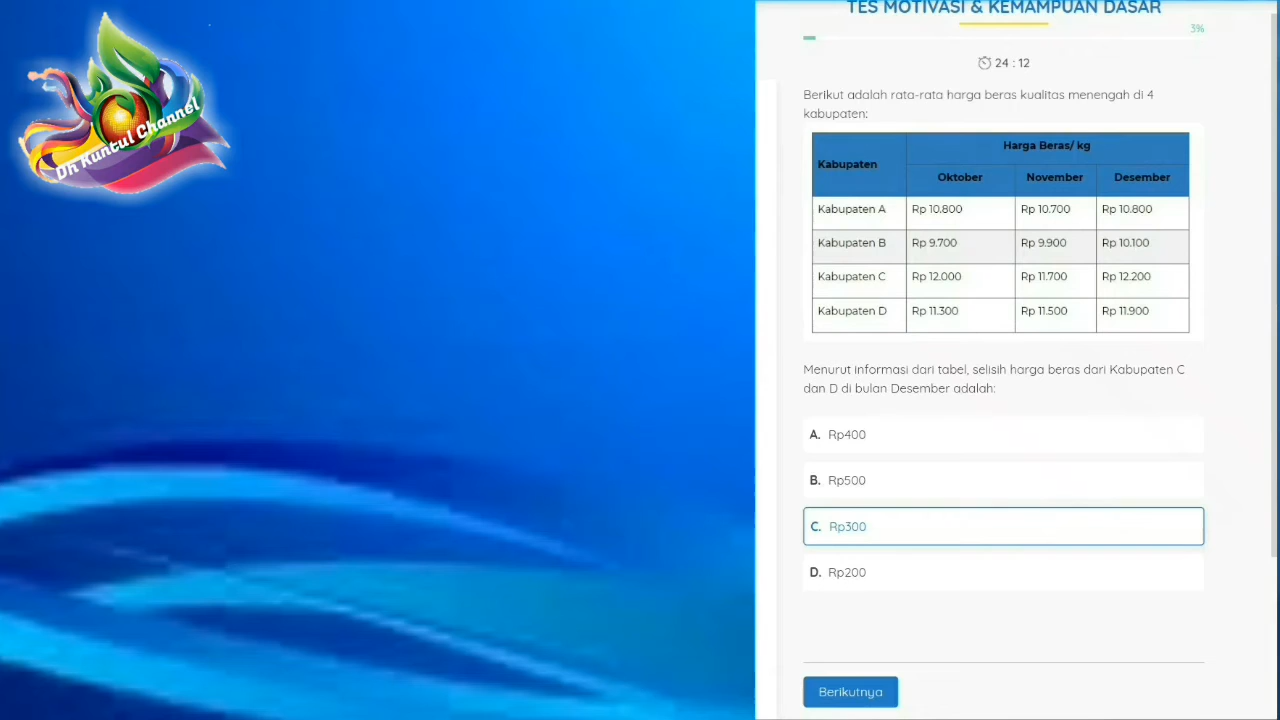 Dh Kuntul Channel
TES MOTIVASI & KEMAMPUAN DASAR
3%
24 : 12
Berikut adalah rata-rata harga beras kualitas menengah di 4
kabupaten:
Kabupaten
Harga Beras/ kg
Oktober November Desember
Kabupaten A Rp 10.800 Rp 10.700 Rp 10.800
Kabupaten B Rp 9.700 Rp 9.900 Rp 10.100
Kabupaten C Rp 12.000 Rp 11.700 Rp 12.200
Kabupaten D Rp 11.300 Rp 11.500 Rp 11.900
Menurut informasi dari tabel, selisih harga beras dari Kabupaten C
dan D di bulan Desember adalah:
A. Rp400
B. Rp500
C. Rp300
D. Rp200
Berikutnya